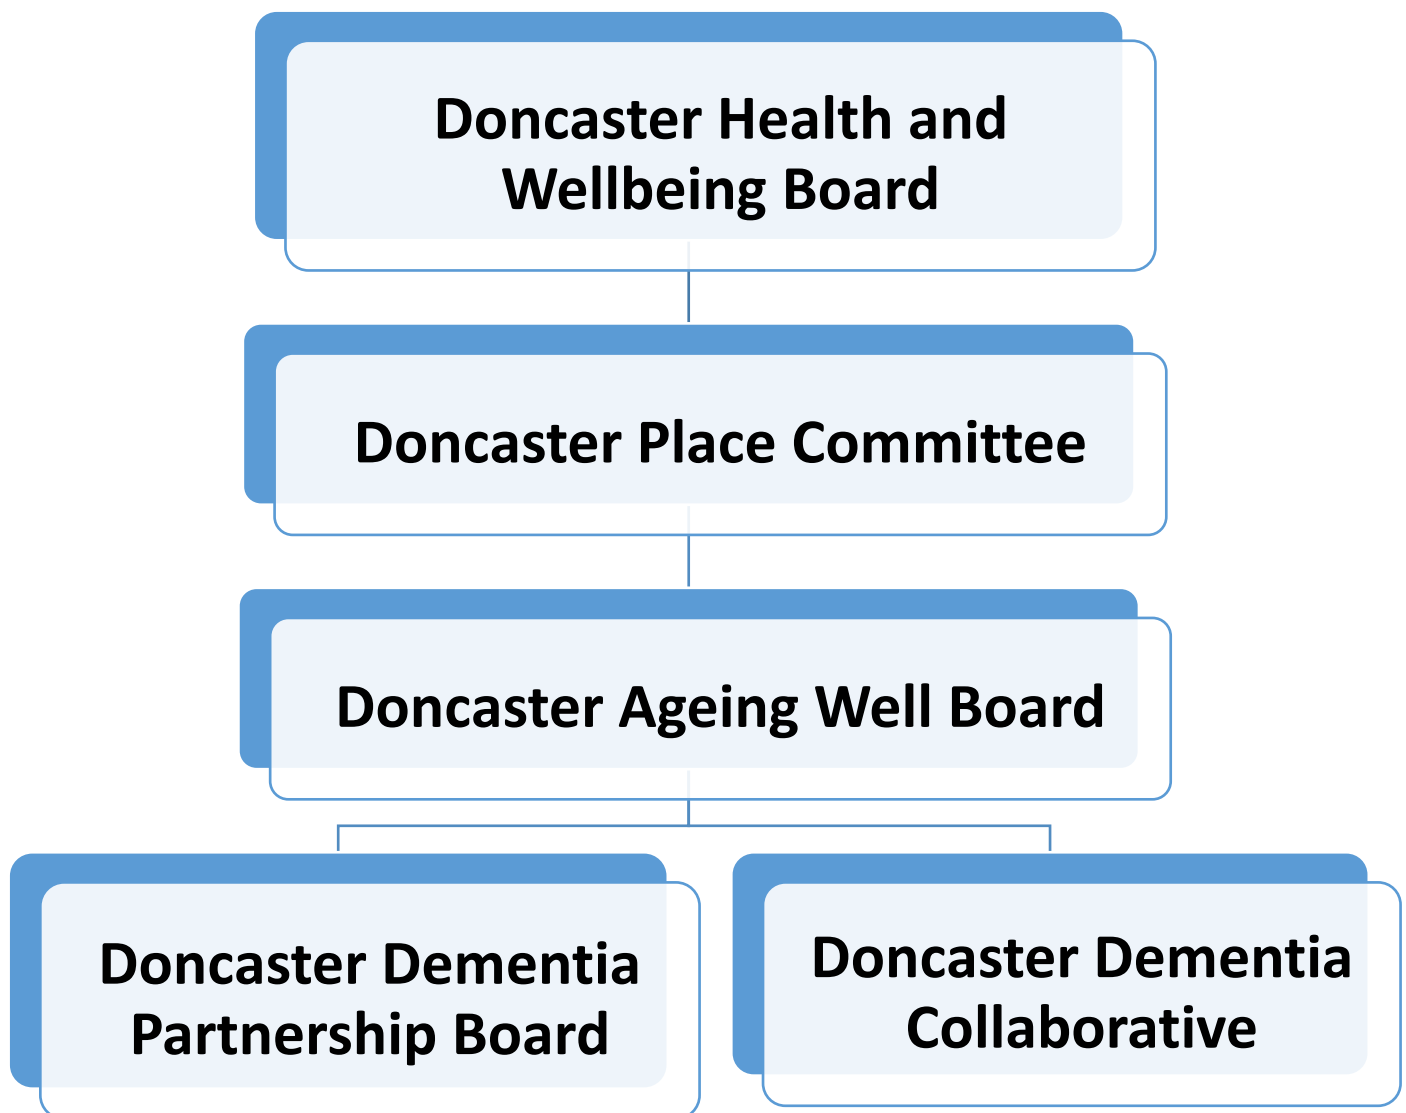 Doncaster Health and
Wellbeing Board
Doncaster Place Committee
Doncaster Ageing Well Board
Doncaster Dementia
Partnership Board
Doncaster Dementia
Collaborative